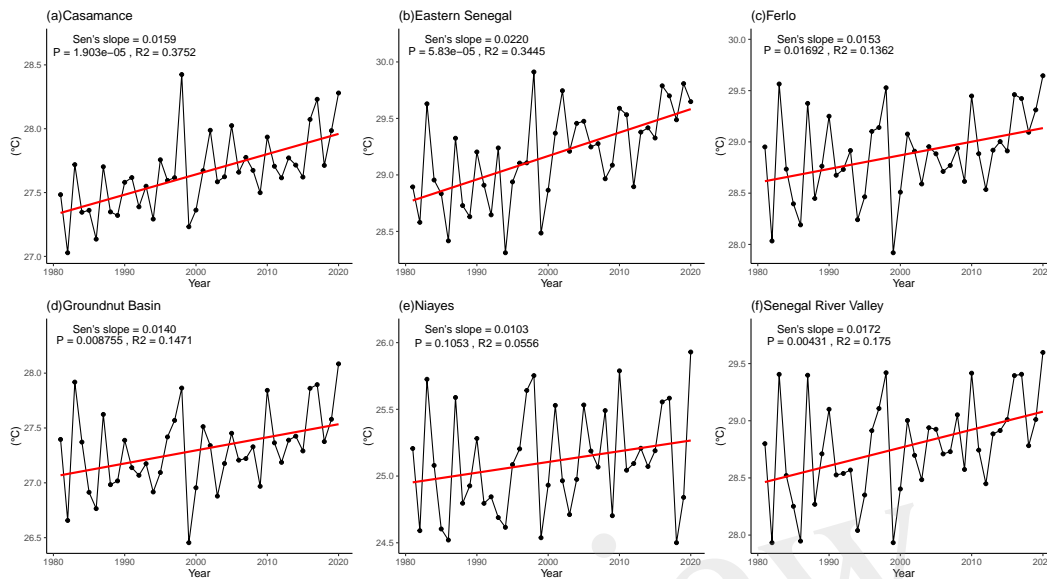 (a)Casamance
Sen's slope = 0.0159
P = 1.903e−05 , R2 = 0.3752
28.5
28.0
27.5
27.0
(°C)
1980 1990 2000 2010 2020
Year
(b)Eastern Senegal
Sen's slope = 0.0220
P = 5.83e−05 , R2 = 0.3445
30.0
29.5
29.0
28.5
(°C)
1980 1990 2000 2010 2020
Year
(c)Ferlo
Sen's slope = 0.0153
P = 0.01692 , R2 = 0.1362
30.0
29.5
29.0
28.5
28.0
(°C)
1980 1990 2000 2010 202
Year
(d)Groundnut Basin
Sen's slope = 0.0140
P = 0.008755 , R2 = 0.1471
28.0
27.5
27.0
26.5
(°C)
1980 1990 2000 2010 2020
Year
(e)Niayes
Sen's slope = 0.0103
P = 0.1053 , R2 = 0.0556
26.0
25.5
25.0
24.5
(°C)
1980 1990 2000 2010 2020
Year
(f)Senegal River Valley
Sen's slope = 0.0172
P = 0.00431 , R2 = 0.175
29.5
29.0
28.5
28.0
(°C)
1980 1990 2000 2010 202
Year